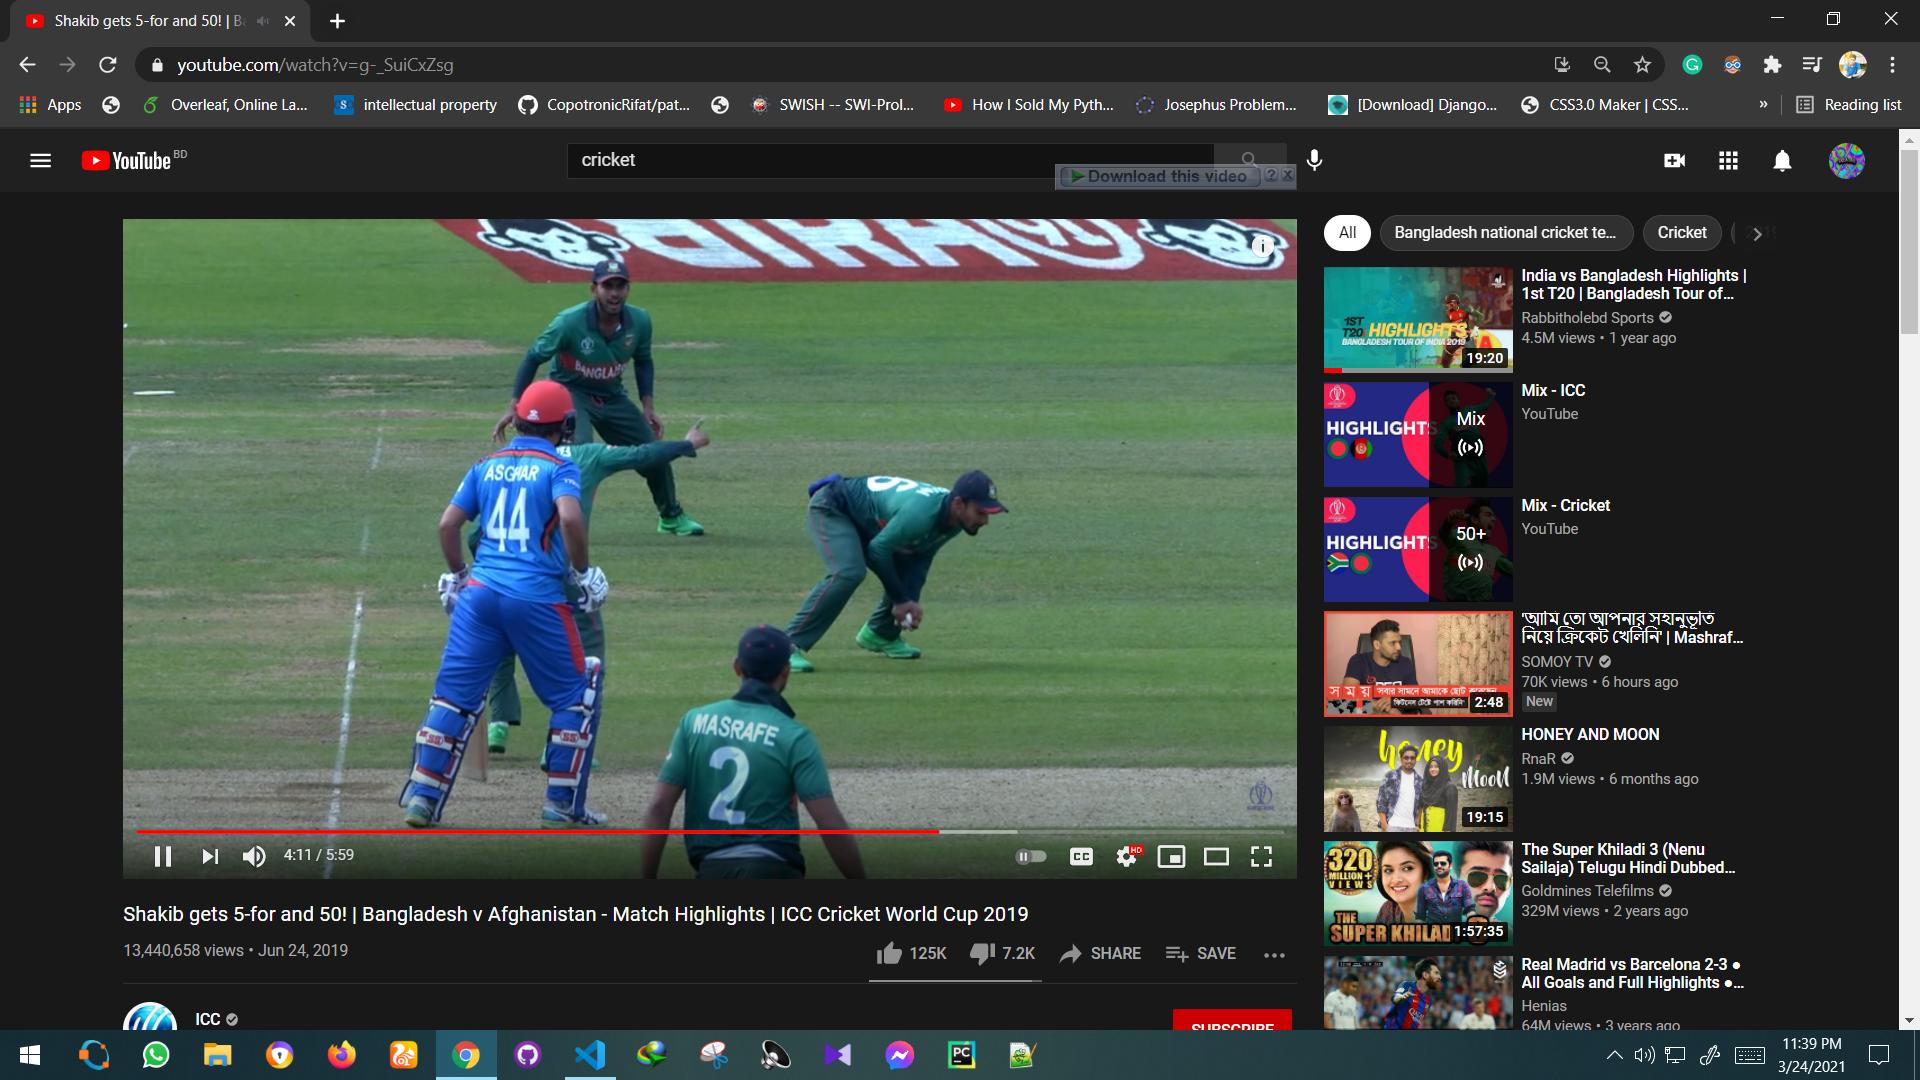 Shakib gets 5-for and 50! |
youtube.com/watch?v=g-_SuiCxZsg
Apps
Overleaf, Online La...
intellectual property
CopotronicRifat/pat...
SWISH -- SWI-Prol...
How I Sold My Pyth...
Josephus Problem...
[Download] Django...
CSS3.0 Maker | CSS...
»
Reading list
YouTube BD
cricket
Download this video
All
Bangladesh national cricket te...
Cricket
ASGHAR
44
MASRAFE
2
4:11 / 5:59
CC
HD
Shakib gets 5-for and 50! | Bangladesh v Afghanistan - Match Highlights | ICC Cricket World Cup 2019
13,440,658 views • Jun 24, 2019
125K
7.2K
SHARE
SAVE
ICC
SUBSCRIBE
1ST
T20 HIGHLIGHTS
BANGLADESH TOUR OF INDIA 2019
19:20
India vs Bangladesh Highlights |
1st T20 | Bangladesh Tour of...
Rabbitholebd Sports
4.5M views • 1 year ago
HIGHLIGHTS
Mix
Mix - ICC
YouTube
HIGHLIGHTS
50+
Mix - Cricket
YouTube
সময়
2:48
'আমি তো আপনার সহানুভূতি
নিয়ে ক্রিকেট খেলিনি' | Mashraf...
SOMOY TV
70K views • 6 hours ago
New
honey
Moon
19:15
HONEY AND MOON
RnaR
1.9M views • 6 months ago
320
MILLION+
VIEWS
THE
SUPER KHILADI
1:57:35
The Super Khiladi 3 (Nenu
Sailaja) Telugu Hindi Dubbed...
Goldmines Telefilms
329M views • 2 years ago
Real Madrid vs Barcelona 2-3 ●
All Goals and Full Highlights ●...
Henias
64M views • 3 years ago
PC
11:39 PM
3/24/2021